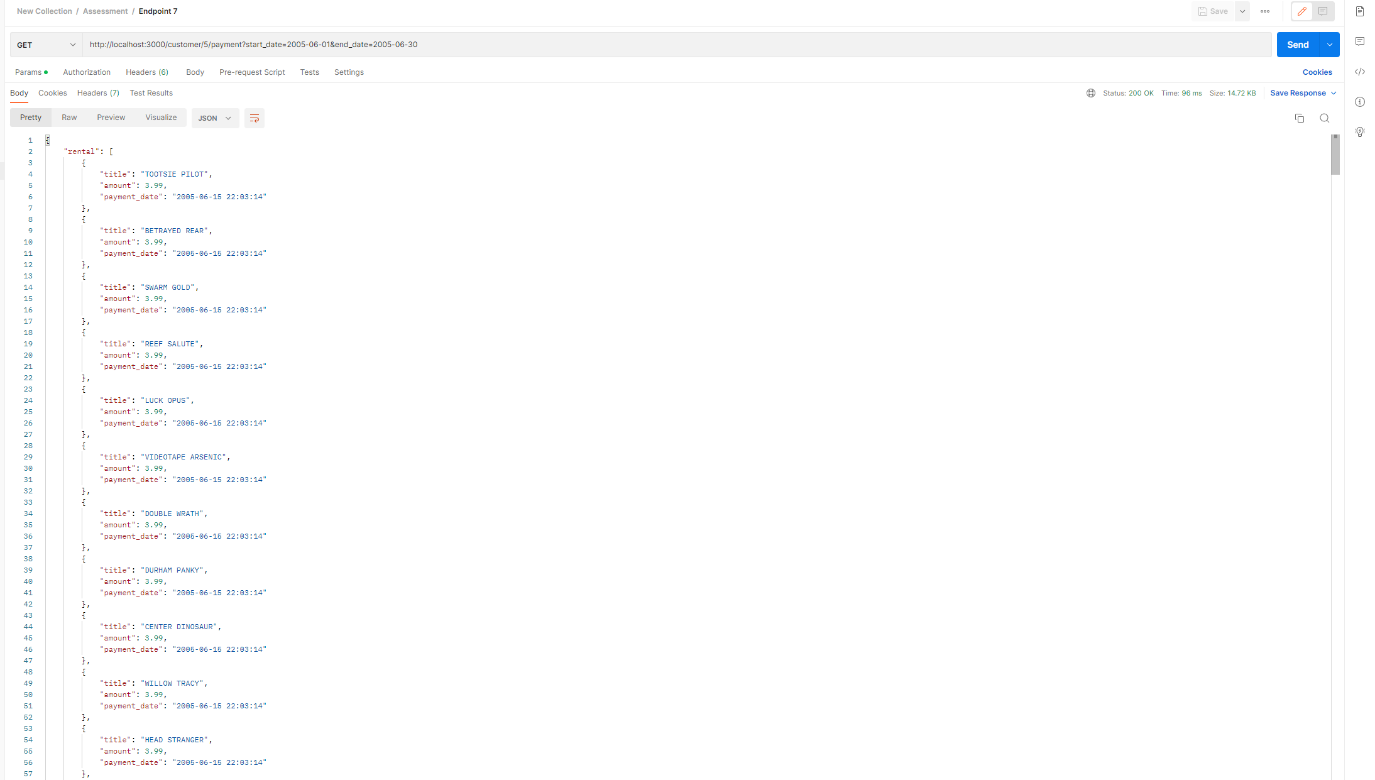 New Collection / Assessment / Endpoint 7
Save
GET http://localhost:3000/customer/5/payment?start_date=2005-06-01&end_date=2005-06-30 Send
Params Authorization Headers (6) Body Pre-request Script Tests Settings Cookies
Body Cookies Headers (7) Test Results Status: 200 OK Time: 96 ms Size: 14.72 KB Save Response
Pretty Raw Preview Visualize JSON
1 {
2 "rental": [
3 {
4 "title": "TOOTSIE PILOT",
5 "amount": 3.99,
6 "payment_date": "2005-06-15 22:03:14"
7 },
8 {
9 "title": "BETRAYED REAR",
10 "amount": 3.99,
11 "payment_date": "2005-06-15 22:03:14"
12 },
13 {
14 "title": "SWARM GOLD",
15 "amount": 3.99,
16 "payment_date": "2005-06-15 22:03:14"
17 },
18 {
19 "title": "REEF SALUTE",
20 "amount": 3.99,
21 "payment_date": "2005-06-15 22:03:14"
22 },
23 {
24 "title": "LUCK OPUS",
25 "amount": 3.99,
26 "payment_date": "2005-06-15 22:03:14"
27 },
28 {
29 "title": "VIDEOTAPE ARSENIC",
30 "amount": 3.99,
31 "payment_date": "2005-06-15 22:03:14"
32 },
33 {
34 "title": "DOUBLE WRATH",
35 "amount": 3.99,
36 "payment_date": "2005-06-15 22:03:14"
37 },
38 {
39 "title": "DURHAM PANKY",
40 "amount": 3.99,
41 "payment_date": "2005-06-15 22:03:14"
42 },
43 {
44 "title": "CENTER DINOSAUR",
45 "amount": 3.99,
46 "payment_date": "2005-06-15 22:03:14"
47 },
48 {
49 "title": "WILLOW TRACY",
50 "amount": 3.99,
51 "payment_date": "2005-06-15 22:03:14"
52 },
53 {
54 "title": "HEAD STRANGER",
55 "amount": 3.99,
56 "payment_date": "2005-06-15 22:03:14"
57 },